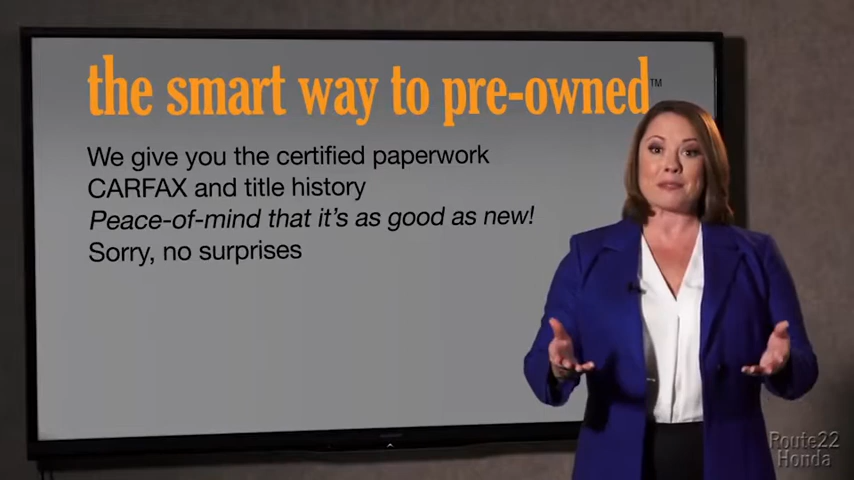 the smart way to pre-owned™
We give you the certified paperwork
CARFAX and title history
Peace-of-mind that it's as good as new!
Sorry, no surprises
Route22
Honda